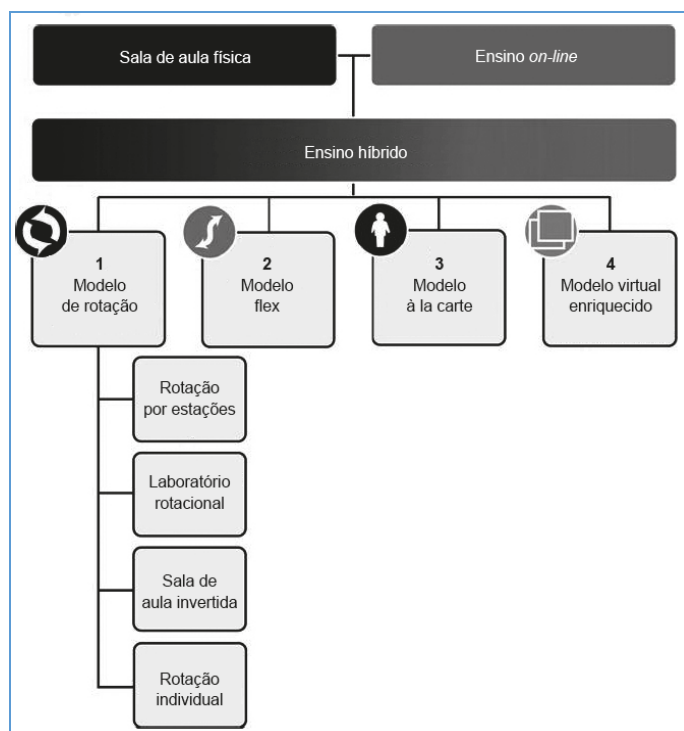 Sala de aula física
Ensino on-line
Ensino híbrido
1
Modelo
de rotação
2
Modelo
flex
3
Modelo
à la carte
4
Modelo virtual
enriquecido
Rotação
por estações
Laboratório
rotacional
Sala de
aula invertida
Rotação
individual